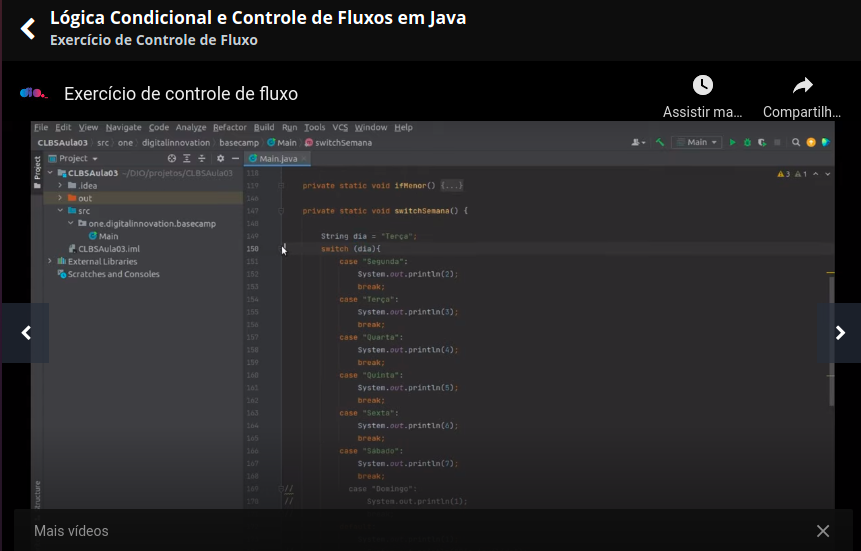 Lógica Condicional e Controle de Fluxos em Java
Exercício de Controle de Fluxo
dio. Exercício de controle de fluxo
Assistir ma... Compartilh...
File Edit View Navigate Code Analyze Refactor Build Run Tools VCS Window Help
CLBSAula03 src one digitalinnovation basecamp Main switchSemana Main
Project Project Main.java
CLBSAula03 ~/DIO/projetos/CLBSAula03
.idea
out
src
one.digitalinnovation.basecamp
Main
CLBSAula03.iml
External Libraries
Scratches and Consoles
3 1
118
119 private static void ifMenor() {...}
146
147 private static void switchSemana() {
148
149 String dia = "Terça";
150 switch (dia){
151 case "Segunda":
152 System.out.println(2);
153 break;
154 case "Terça":
155 System.out.println(3);
156 break;
157 case "Quarta":
158 System.out.println(4);
159 break;
160 case "Quinta":
161 System.out.println(5);
162 break;
163 case "Sexta":
164 System.out.println(6);
165 break;
166 case "Sábado":
167 System.out.println(7);
168 break;
169 // case "Domingo":
170 // System.out.println(1);
Mais vídeos